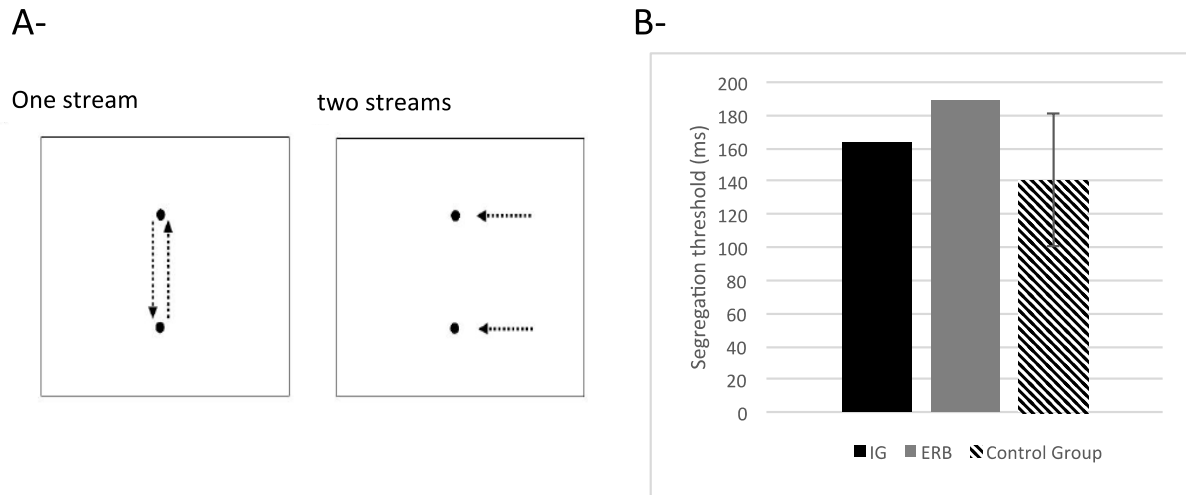 A-
One stream
two streams
B-
Segregation threshold (ms)
200
180
160
140
120
100
80
60
40
20
0
IG ERB Control Group